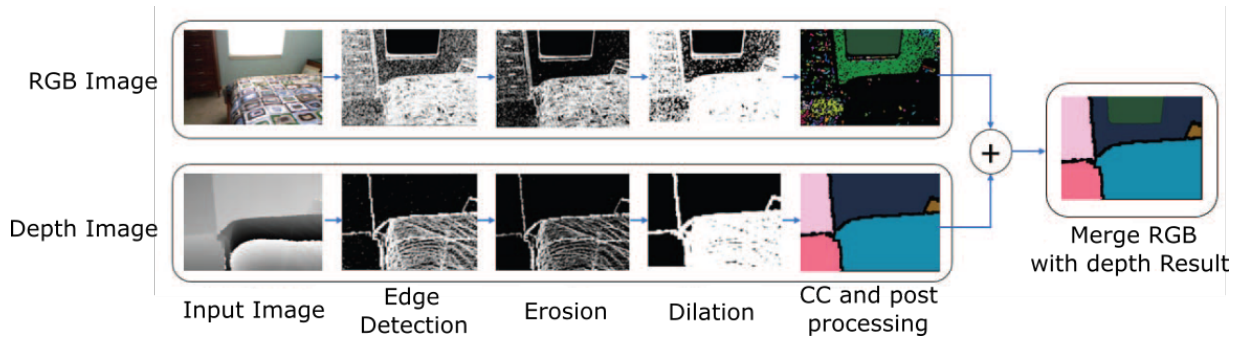 RGB Image
+
Depth Image
Merge RGB
with depth Result
Input Image
Edge
Detection
Erosion
Dilation
CC and post
processing